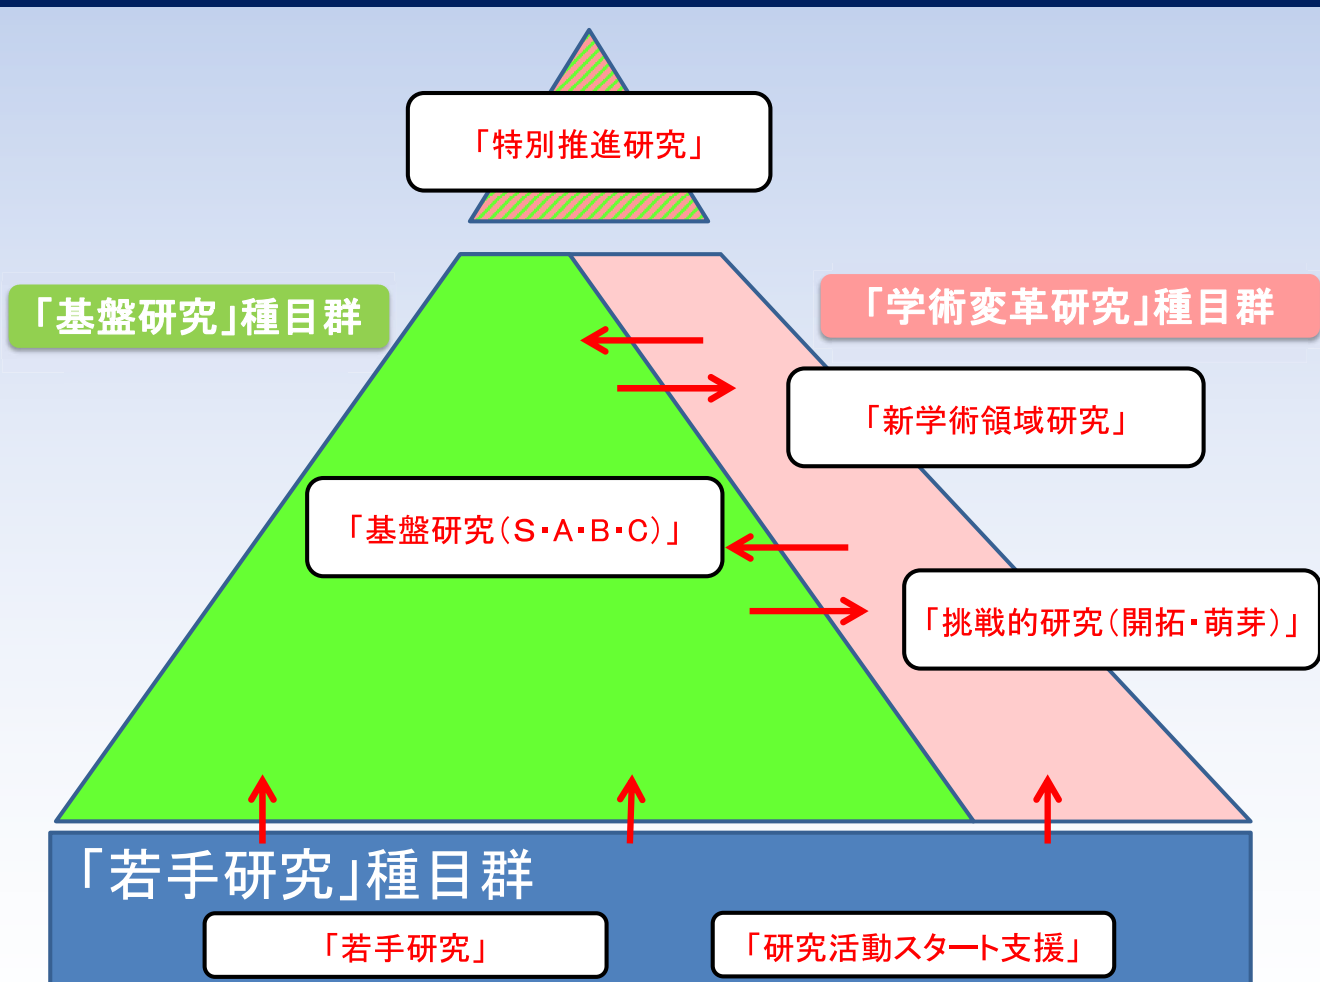 「特別推進研究」
「基盤研究」種目群
「学術変革研究」種目群
「新学術領域研究」
「基盤研究(S・A・B・C)」
「挑戦的研究(開拓・萌芽)」
「若手研究」種目群
「若手研究」
「研究活動スタート支援」